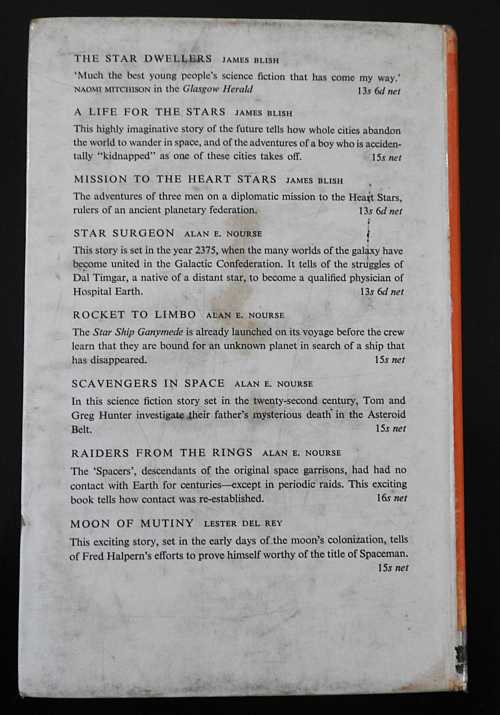 THE STAR DWELLERS JAMES BLISH
'Much the best young people's science fiction that has come my way.'
NAOMI MITCHISON in the Glasgow Herald 13s 6d net
A LIFE FOR THE STARS JAMES BLISH
This highly imaginative story of the future tells how whole cities abandon
the world to wander in space, and of the adventures of a boy who is acciden-
tally "kidnapped" as one of these cities takes off. 15s net
MISSION TO THE HEART STARS JAMES BLISH
The adventures of three men on a diplomatic mission to the Heart Stars,
rulers of an ancient planetary federation. 13s 6d net
STAR SURGEON ALAN E. NOURSE
This story is set in the year 2375, when the many worlds of the galaxy have
become united in the Galactic Confederation. It tells of the struggles of
Dal Timgar, a native of a distant star, to become a qualified physician of
Hospital Earth. 13s 6d net
ROCKET TO LIMBO ALAN E. NOURSE
The Star Ship Ganymede is already launched on its voyage before the crew
learn that they are bound for an unknown planet in search of a ship that
has disappeared. 15s net
SCAVENGERS IN SPACE ALAN E. NOURSE
In this science fiction story set in the twenty-second century, Tom and
Greg Hunter investigate their father's mysterious death in the Asteroid
Belt. 15s net
RAIDERS FROM THE RINGS ALAN E. NOURSE
The 'Spacers', descendants of the original space garrisons, had had no
contact with Earth for centuries—except in periodic raids. This exciting
book tells how contact was re-established. 16s net
MOON OF MUTINY LESTER DEL REY
This exciting story, set in the early days of the moon's colonization, tells
of Fred Halpern's efforts to prove himself worthy of the title of Spaceman.
15s net